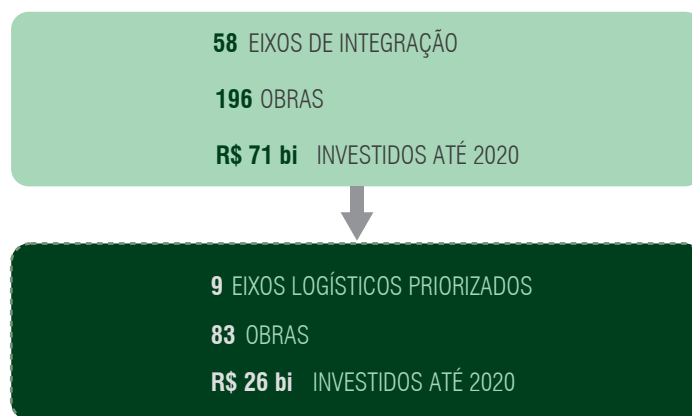 58 EIXOS DE INTEGRAÇÃO
196 OBRAS
R$ 71 bi INVESTIDOS ATÉ 2020
9 EIXOS LOGÍSTICOS PRIORIZADOS
83 OBRAS
R$ 26 bi INVESTIDOS ATÉ 2020